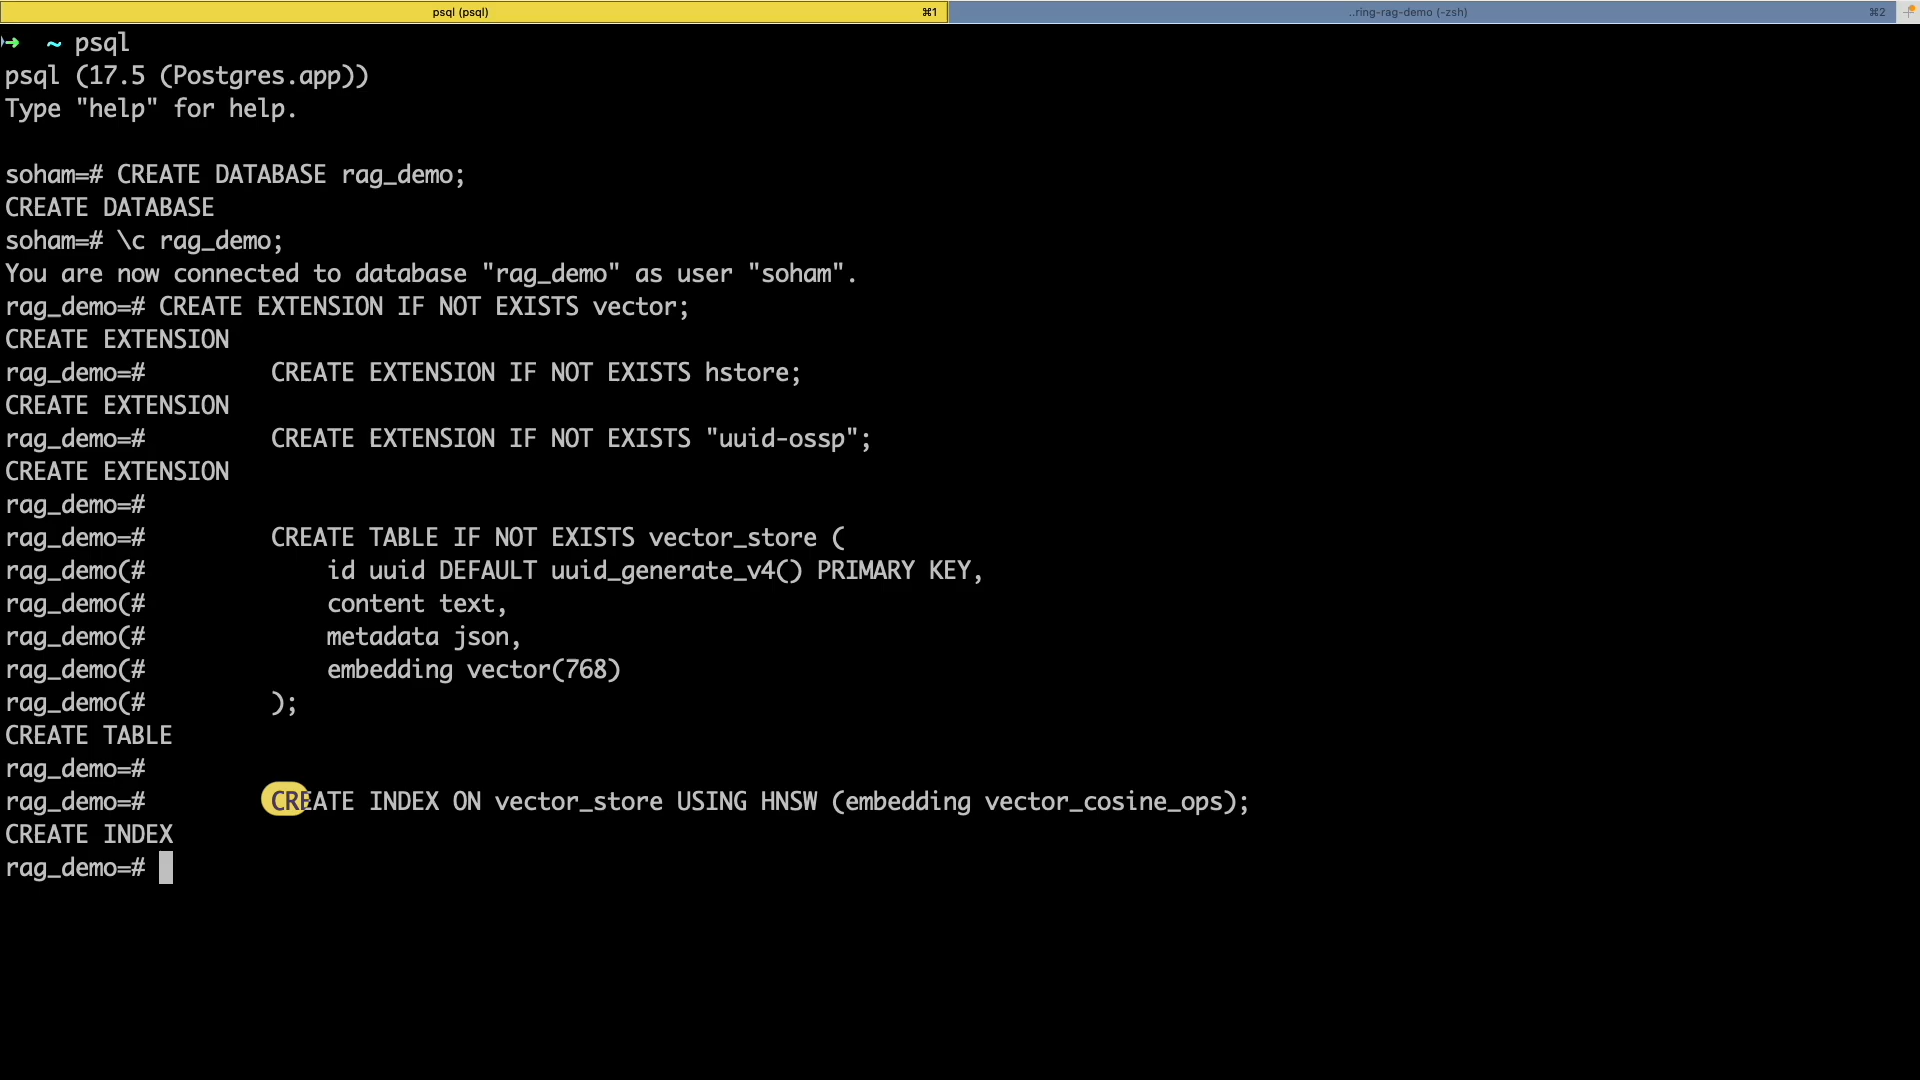 psql (psql) ⌘1 ..ring-rag-demo (-zsh) ⌘2
➜ ~ psql
psql (17.5 (Postgres.app))
Type "help" for help.
soham=# CREATE DATABASE rag_demo;
CREATE DATABASE
soham=# \c rag_demo;
You are now connected to database "rag_demo" as user "soham".
rag_demo=# CREATE EXTENSION IF NOT EXISTS vector;
CREATE EXTENSION
rag_demo=# CREATE EXTENSION IF NOT EXISTS hstore;
CREATE EXTENSION
rag_demo=# CREATE EXTENSION IF NOT EXISTS "uuid-ossp";
CREATE EXTENSION
rag_demo=#
rag_demo=# CREATE TABLE IF NOT EXISTS vector_store (
rag_demo(# id uuid DEFAULT uuid_generate_v4() PRIMARY KEY,
rag_demo(# content text,
rag_demo(# metadata json,
rag_demo(# embedding vector(768)
rag_demo(# );
CREATE TABLE
rag_demo=#
rag_demo=# CREATE INDEX ON vector_store USING HNSW (embedding vector_cosine_ops);
CREATE INDEX
rag_demo=#